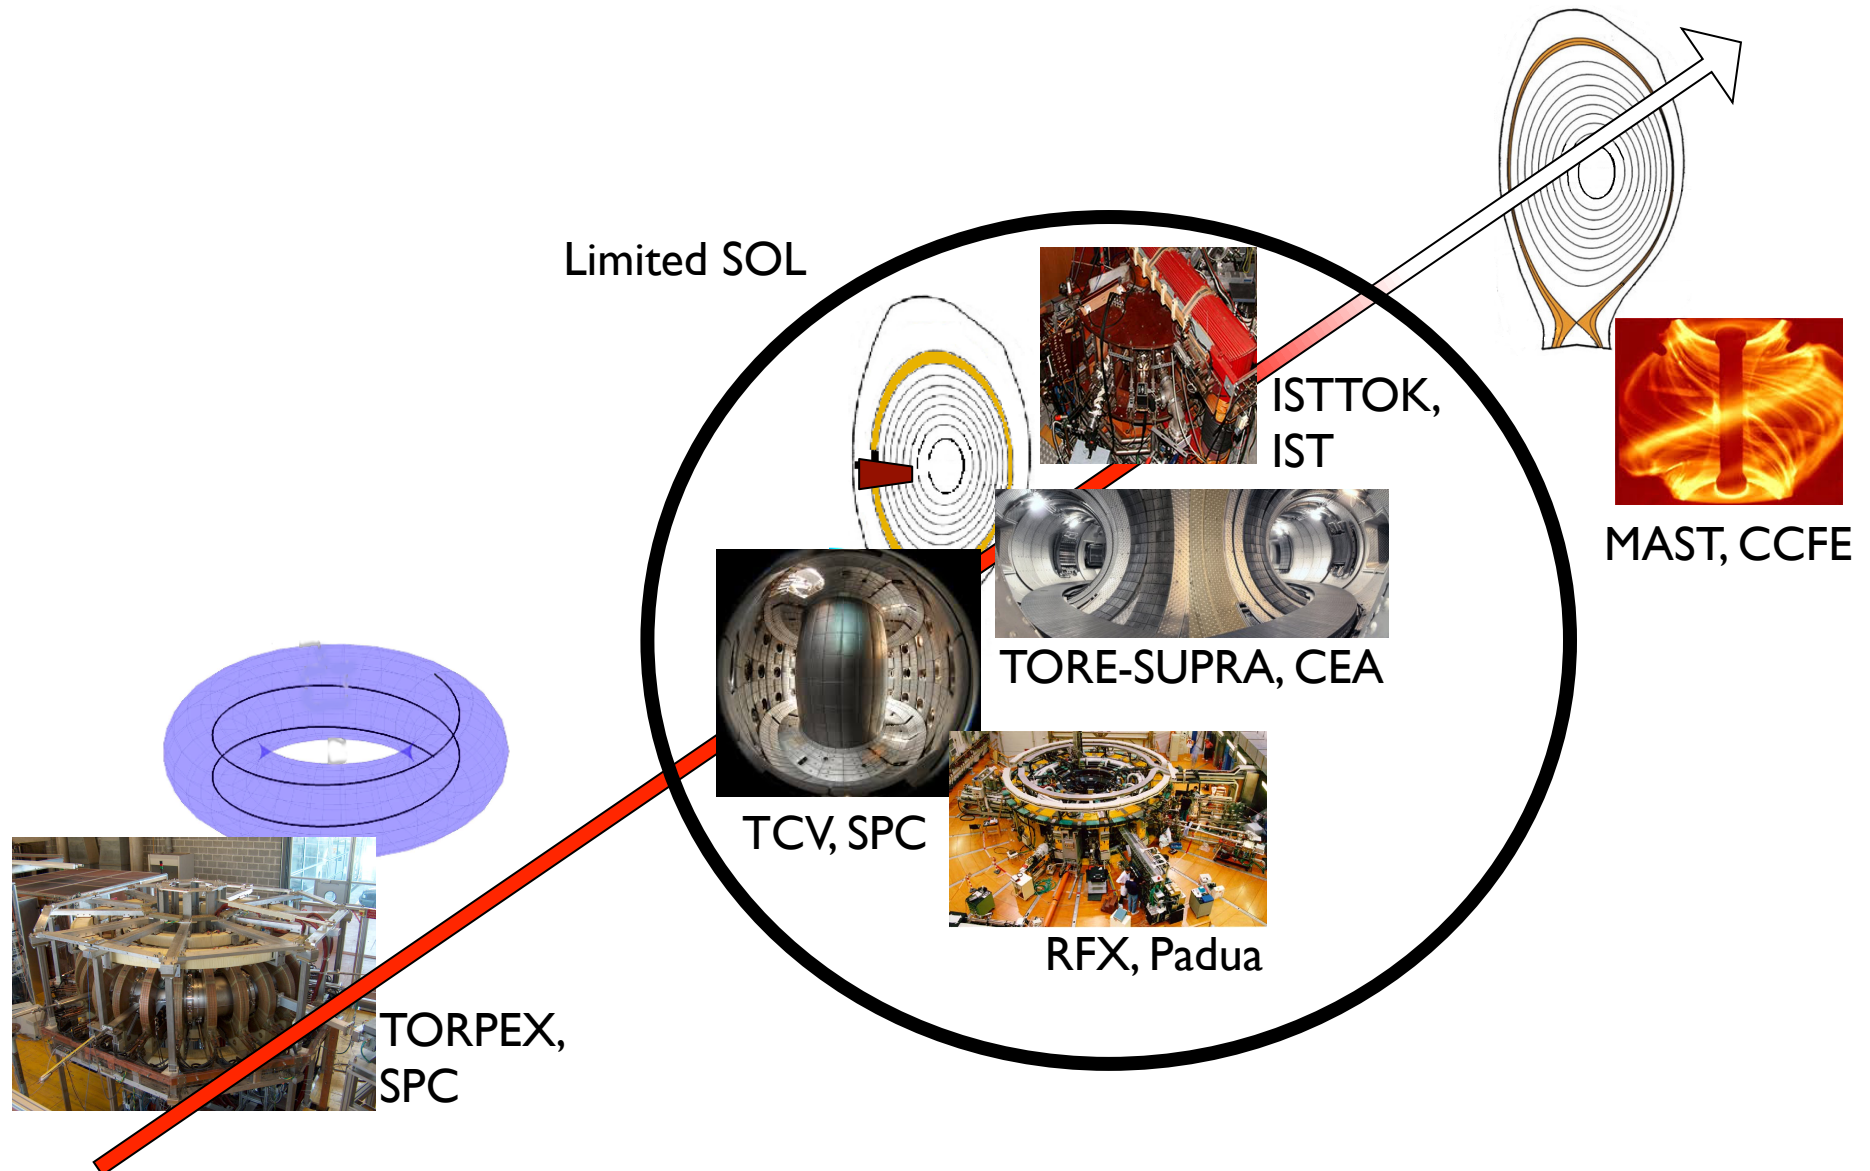 Limited SOL
ISTTOK,
IST
MAST, CCFE
TORE-SUPRA, CEA
TCV, SPC
RFX, Padua
TORPEX,
SPC